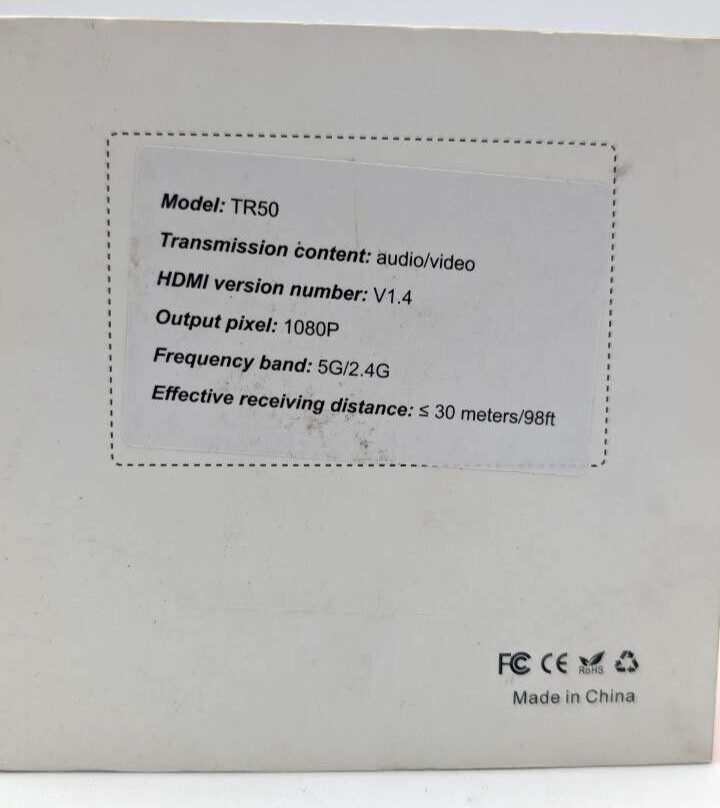 Model: TR50
Transmission content: audio/video
HDMI version number: V1.4
Output pixel: 1080P
Frequency band: 5G/2.4G
Effective receiving distance: ≤ 30 meters/98ft
FC CE RoHS
Made in China